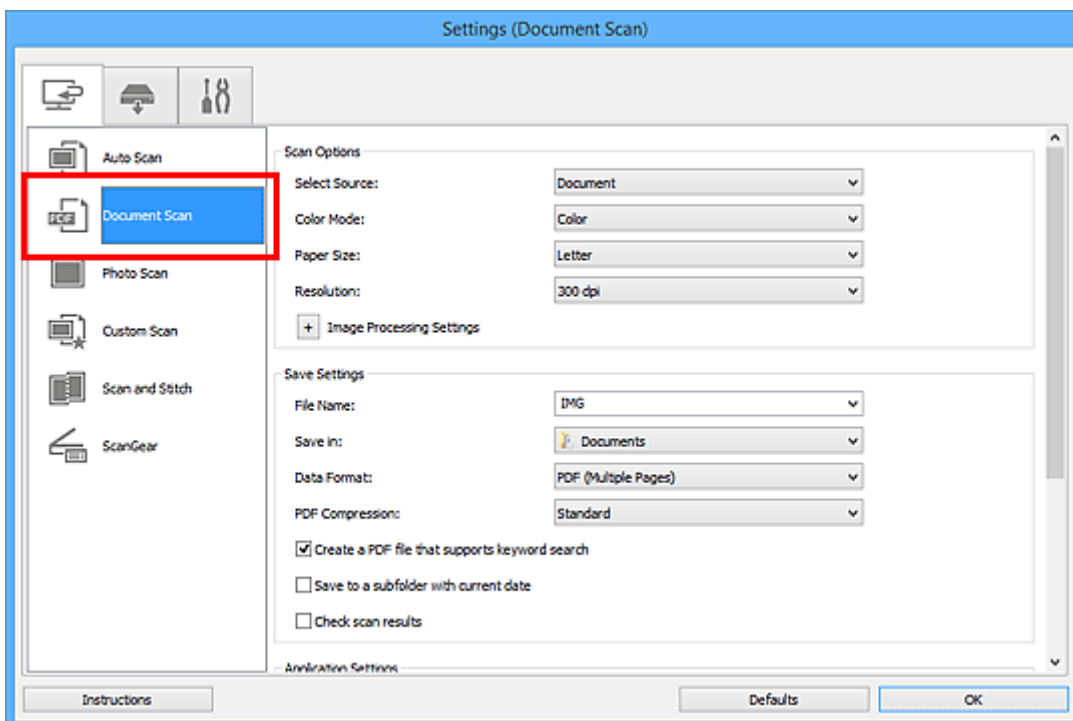 Settings (Document Scan)
Auto Scan
PDF
Document Scan
Photo Scan
Custom Scan
Scan and Stitch
ScanGear
Scan Options
Select Source: Document
Color Mode: Color
Paper Size: Letter
Resolution: 300 dpi
+ Image Processing Settings
Save Settings
File Name: IMG
Save in: Documents
Data Format: PDF (Multiple Pages)
PDF Compression: Standard
Create a PDF file that supports keyword search
Save to a subfolder with current date
Check scan results
Application Settings
Instructions Defaults OK